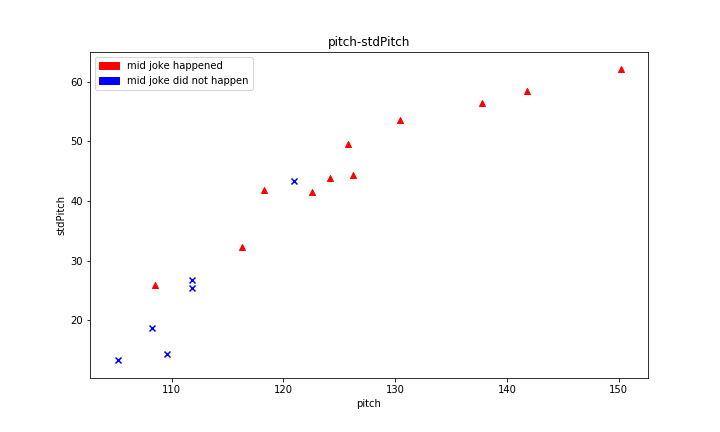 pitch-stdPitch
mid joke happened
mid joke did not happen
60
50
40
30
20
stdPitch
110 120 130 140 150
pitch